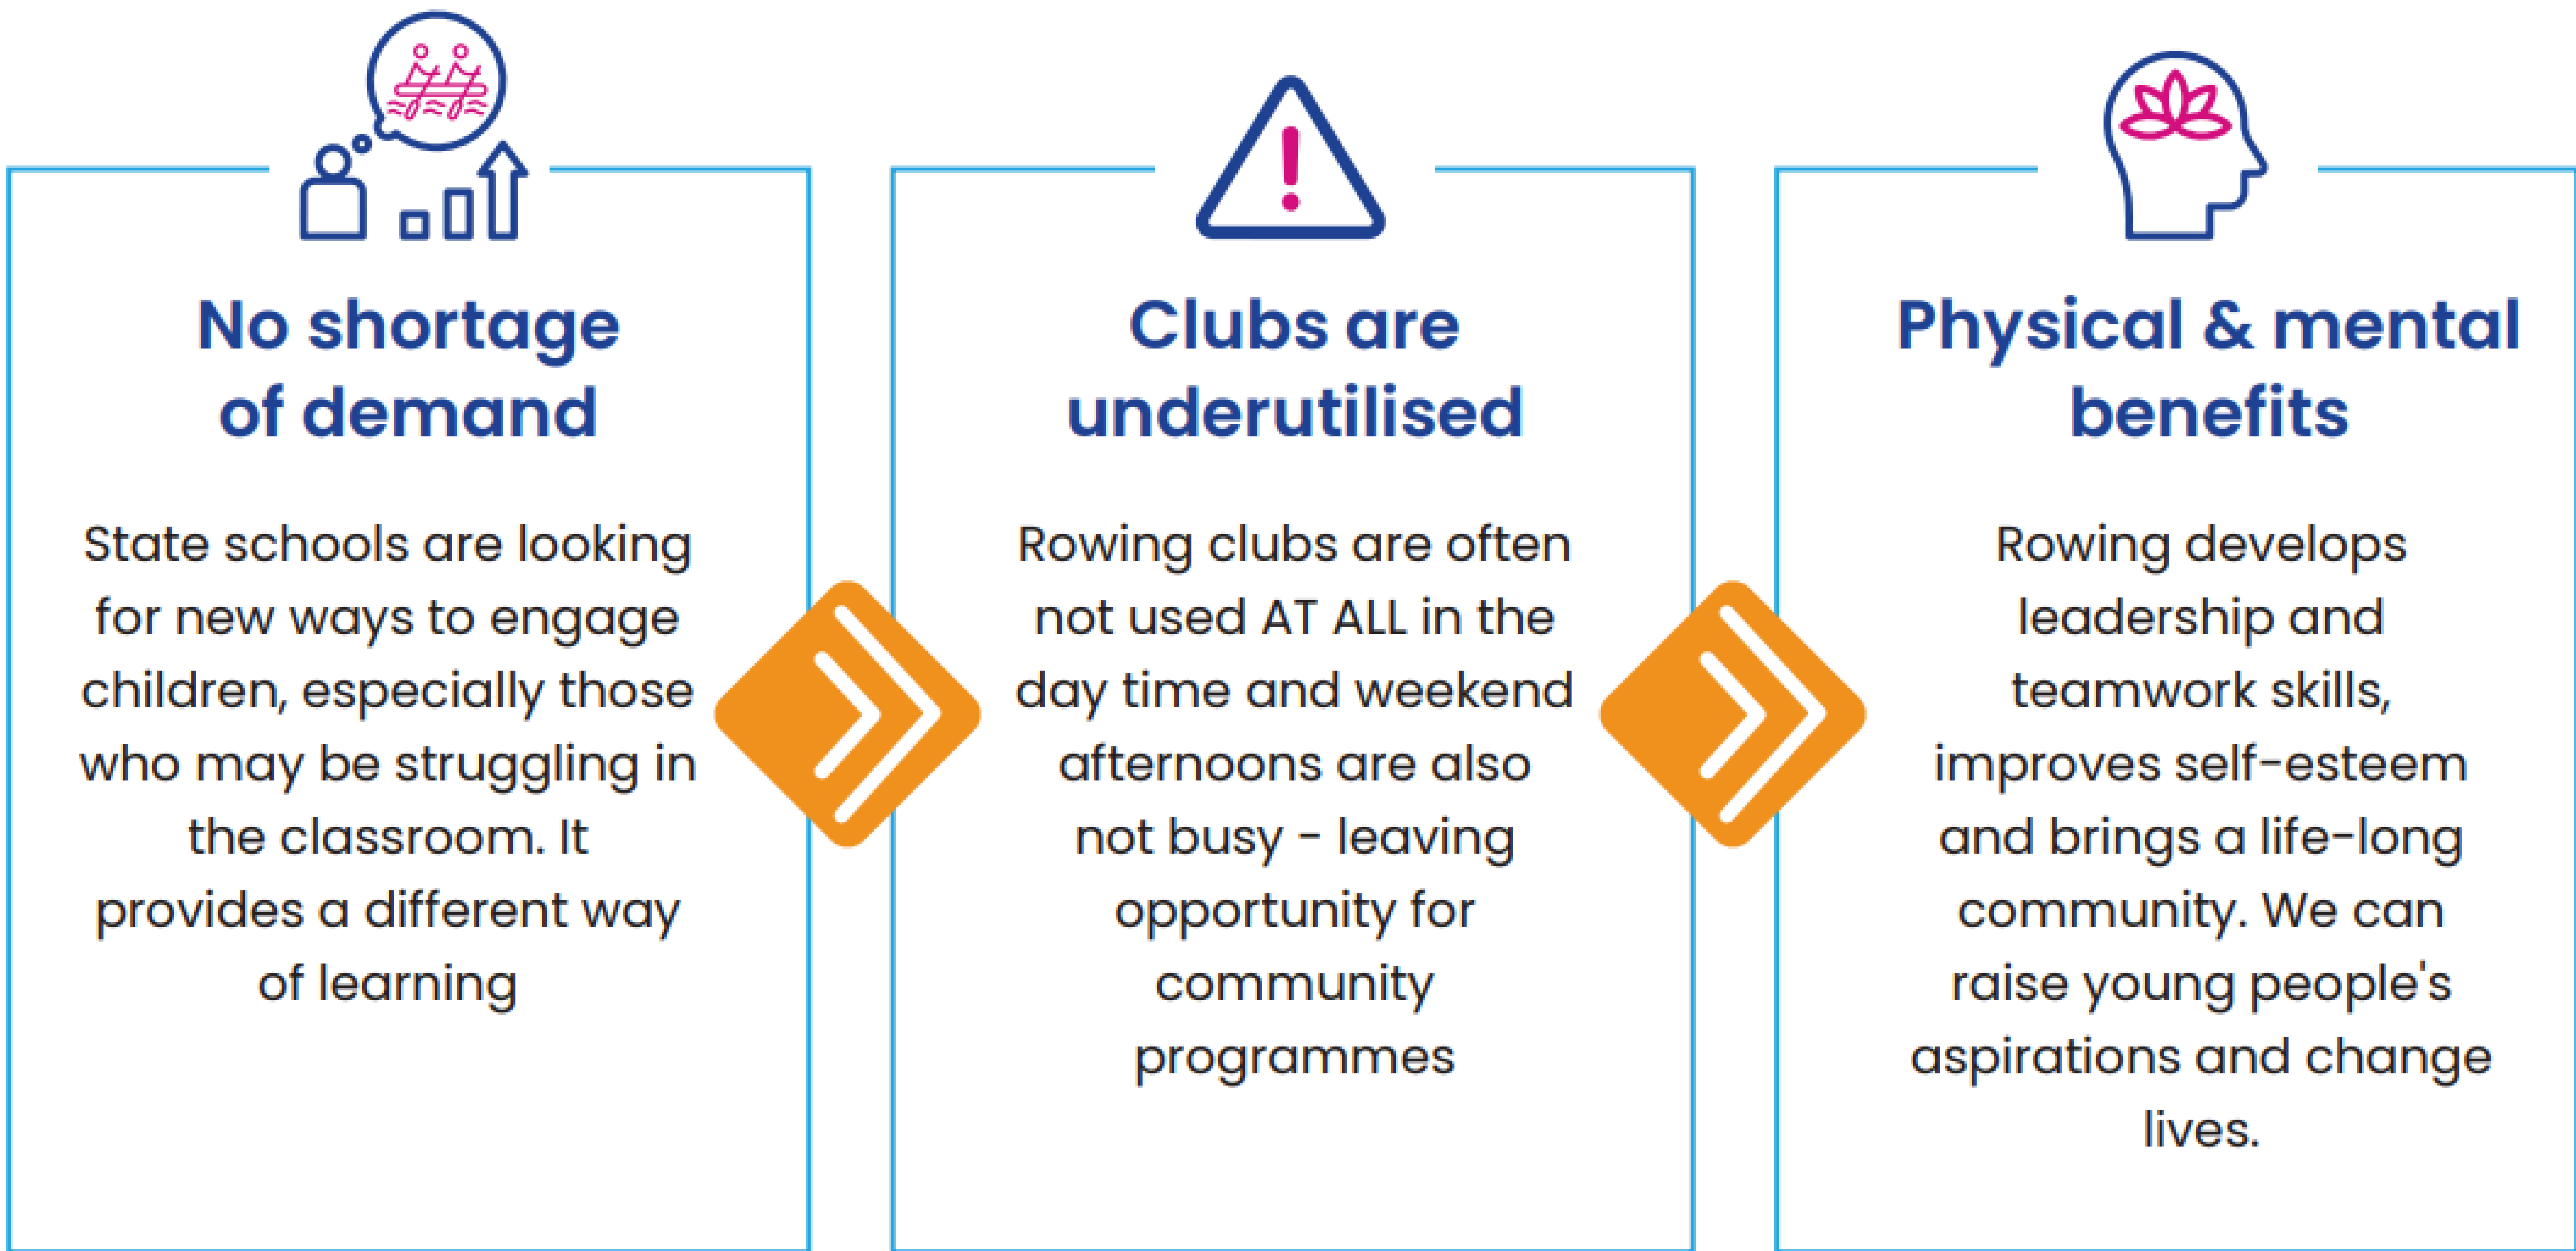 No shortage
of demand
State schools are looking
for new ways to engage
children, especially those
who may be struggling in
the classroom. It
provides a different way
of learning
Clubs are
underutilised
Rowing clubs are often
not used AT ALL in the
day time and weekend
afternoons are also
not busy - leaving
opportunity for
community
programmes
Physical & mental
benefits
Rowing develops
leadership and
teamwork skills,
improves self-esteem
and brings a life-long
community. We can
raise young people's
aspirations and change
lives.